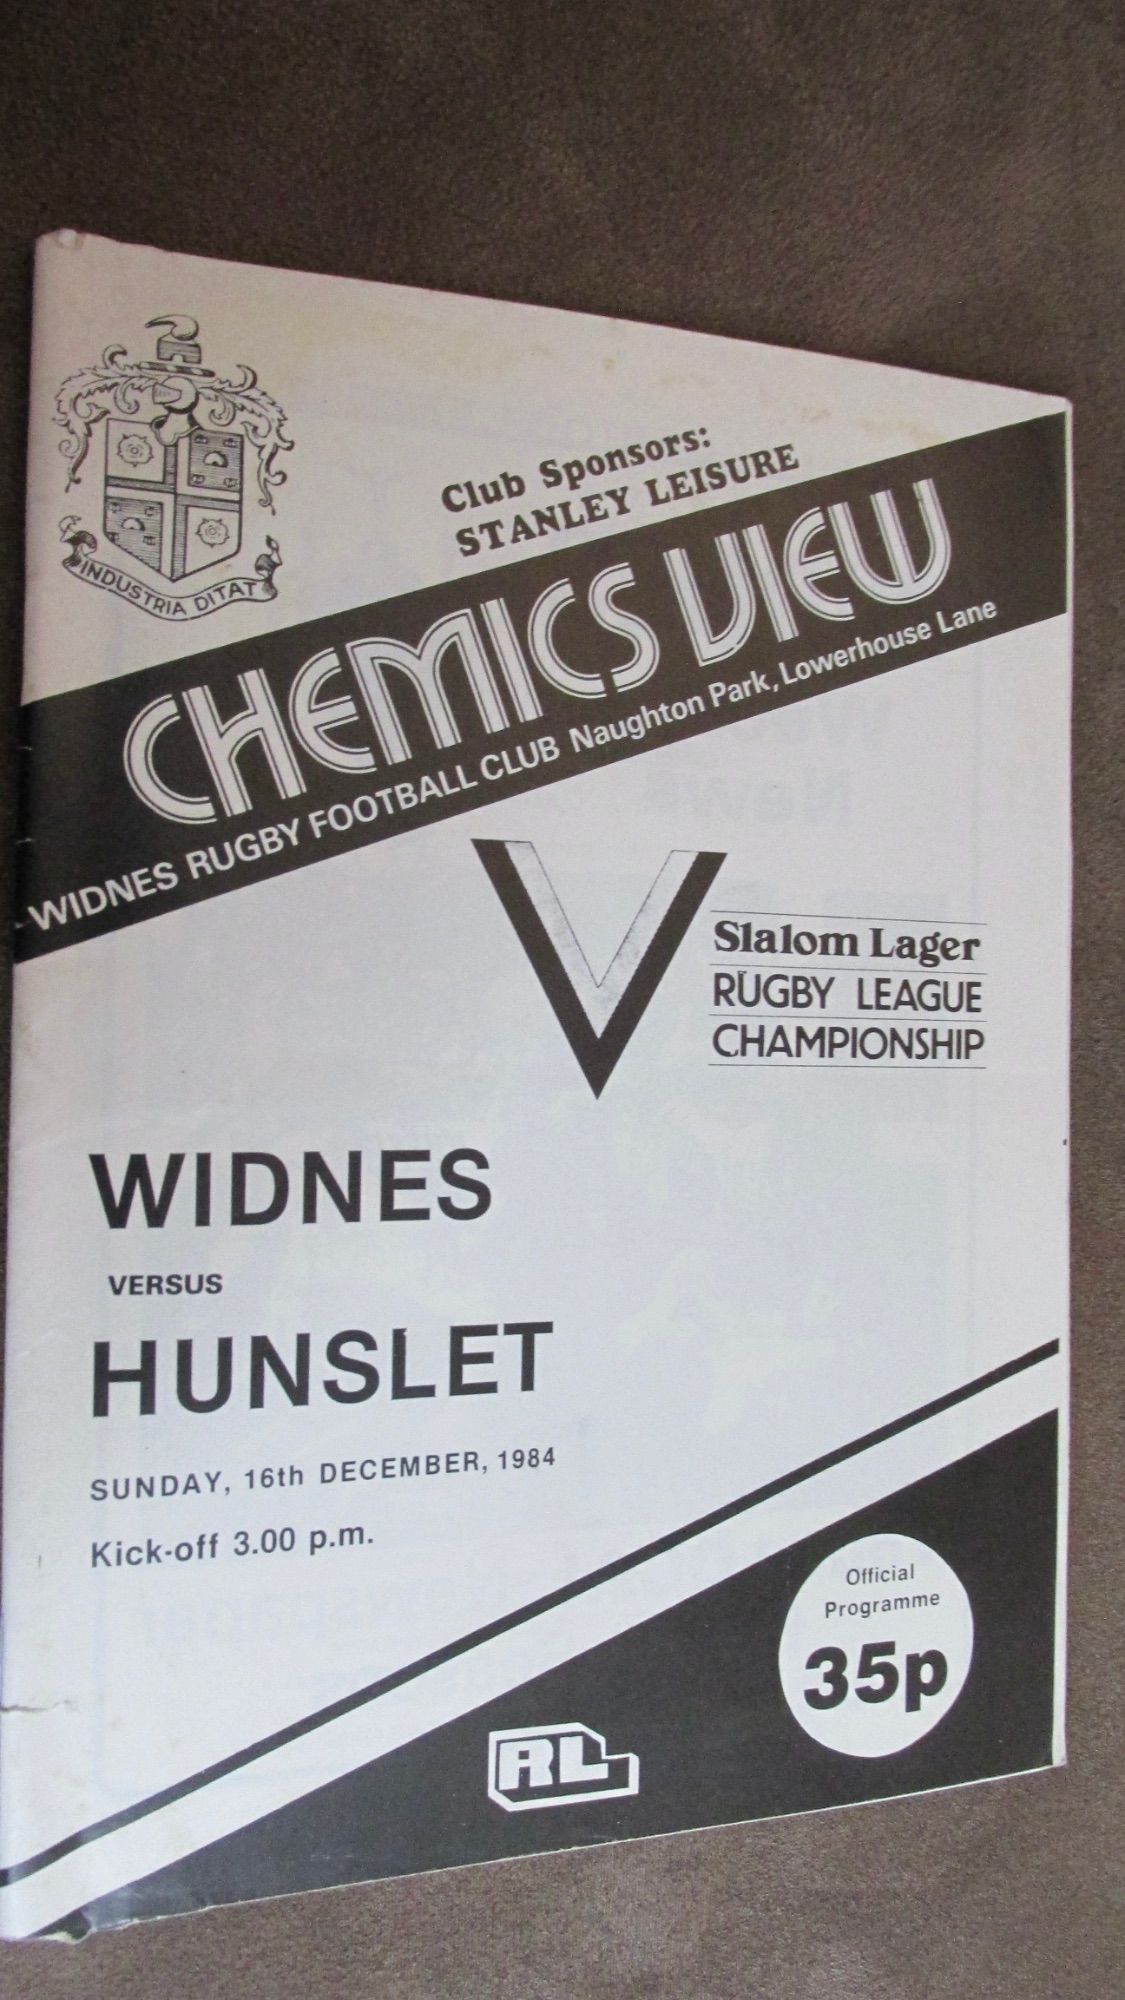 INDUSTRIA DITAT
Club Sponsors:
STANLEY LEISURE
CHEMICS VIEW
WIDNES RUGBY FOOTBALL CLUB Naughton Park, Lowerhouse Lane
V
Slalom Lager
RUGBY LEAGUE
CHAMPIONSHIP
WIDNES
VERSUS
HUNSLET
SUNDAY, 16th DECEMBER, 1984
Kick-off 3.00 p.m.
Official
Programme
35p
RL